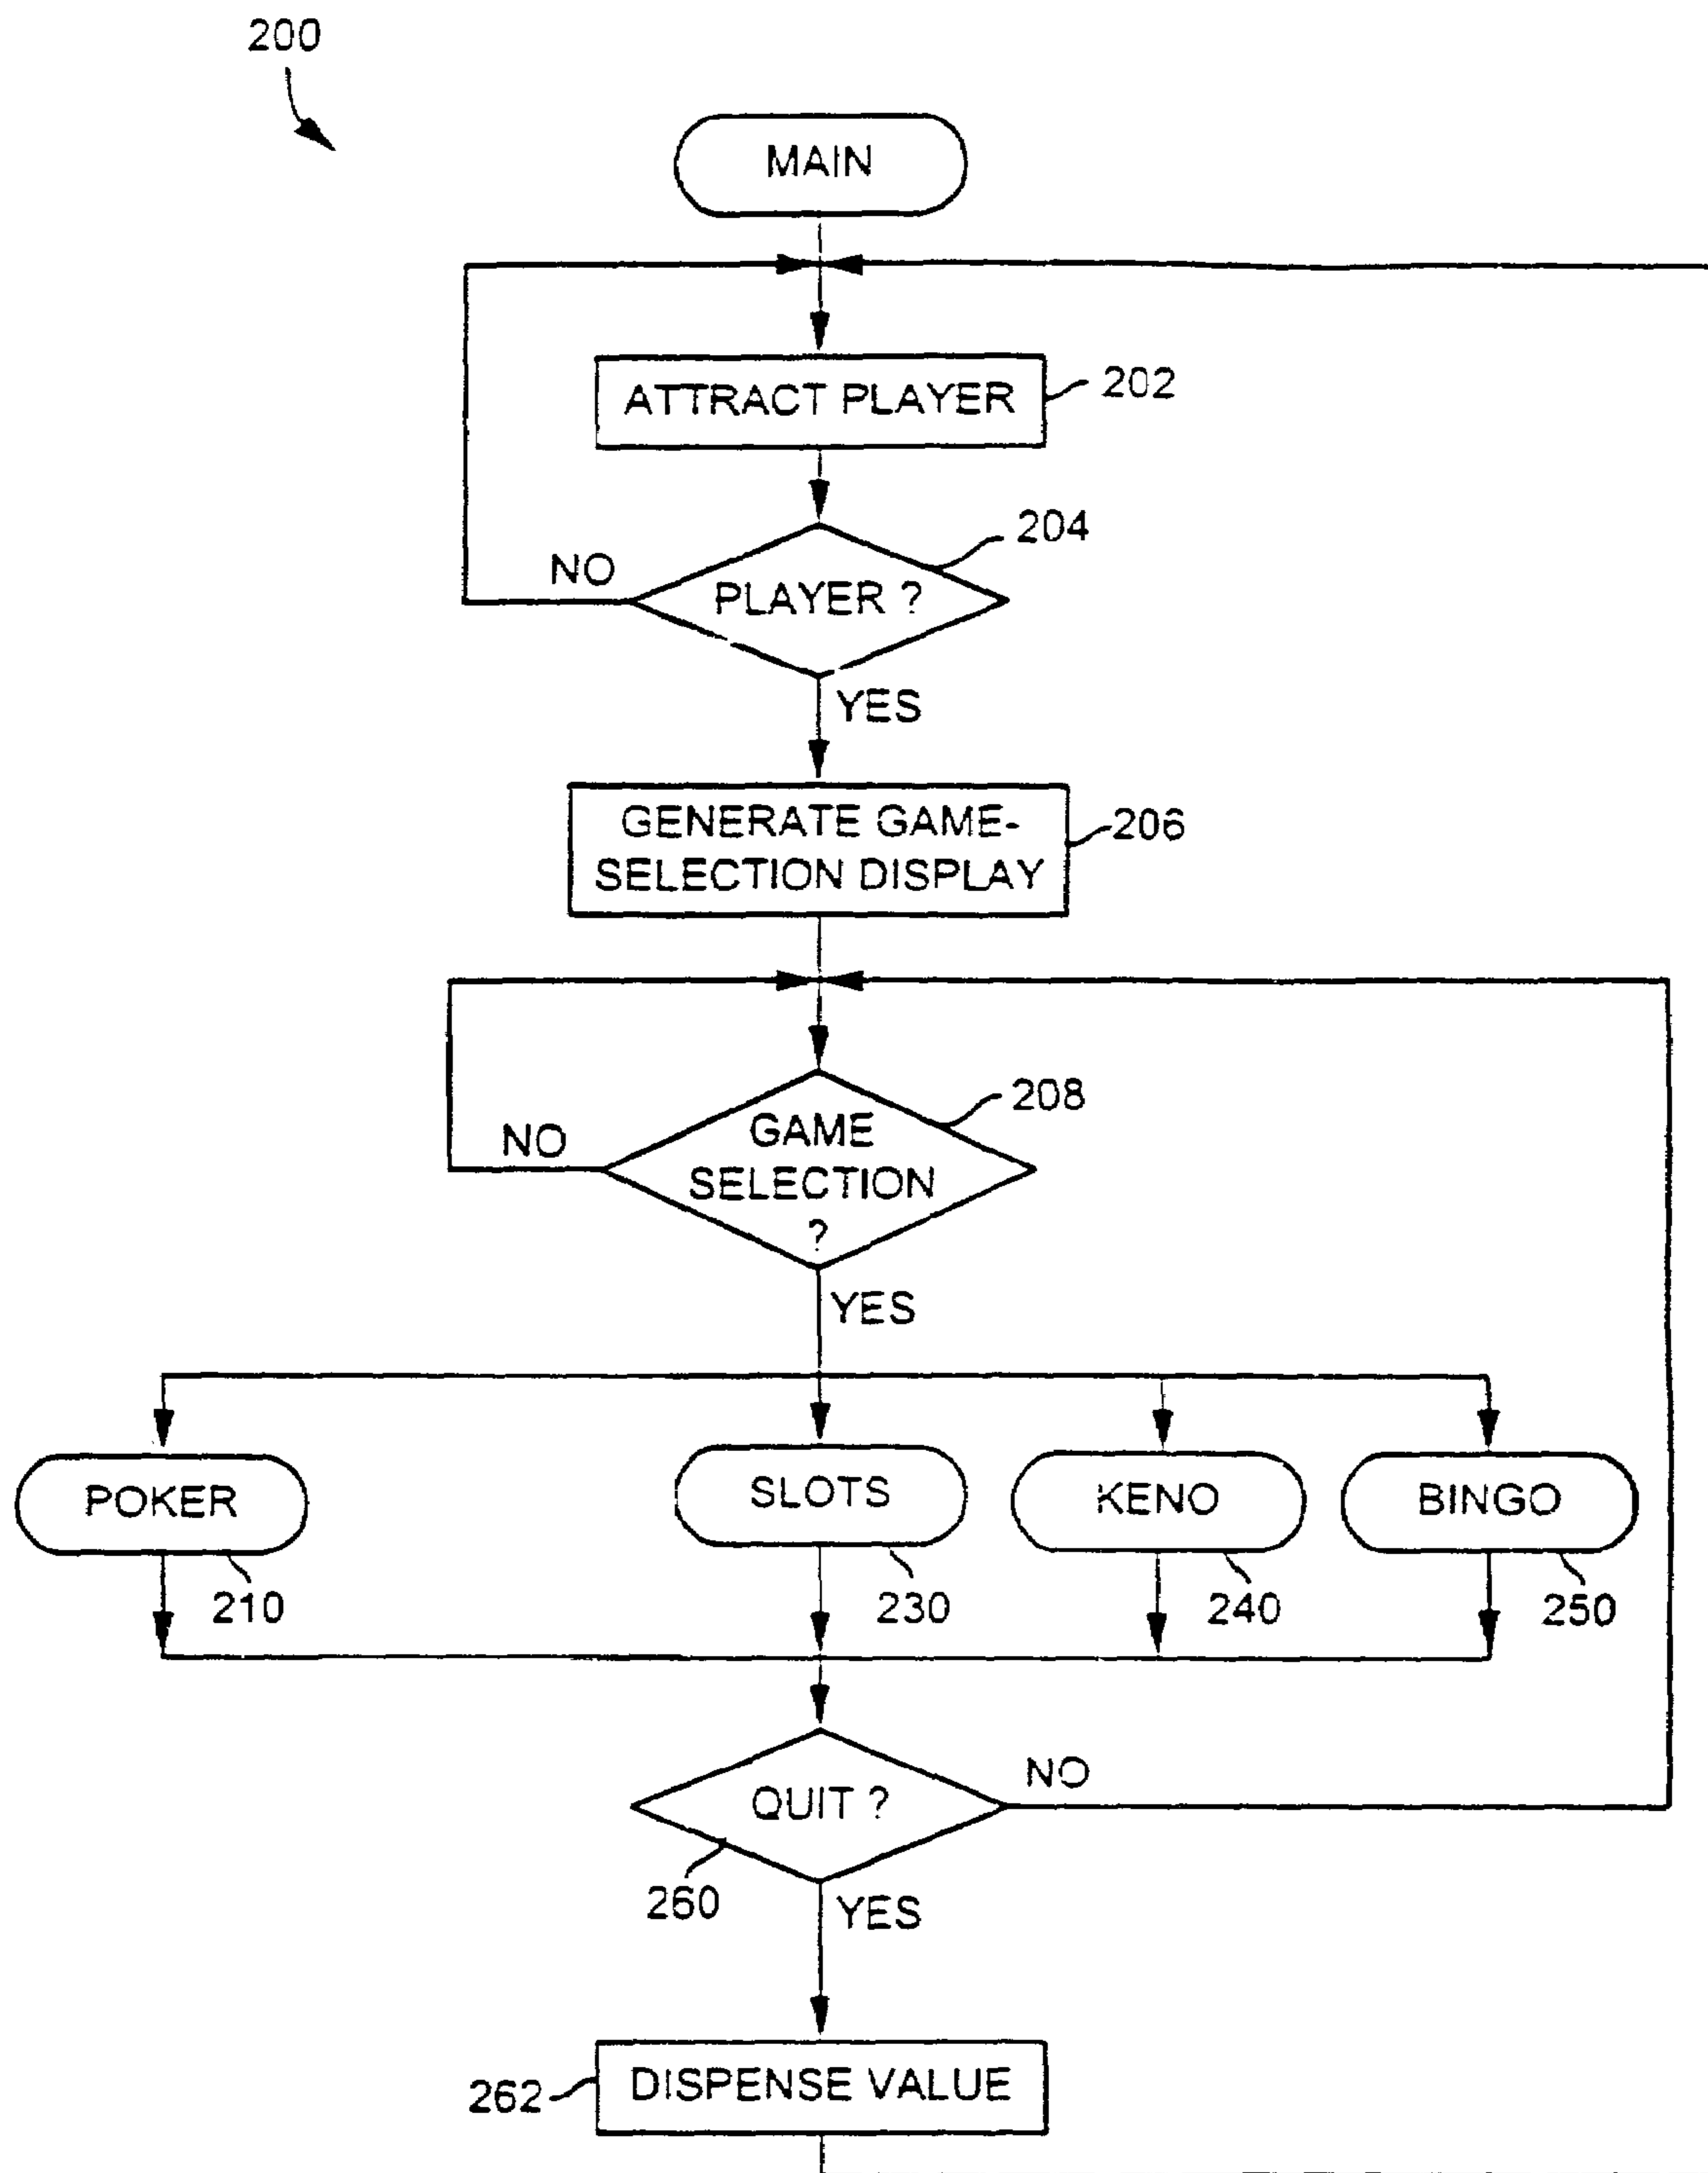 200
MAIN
ATTRACT PLAYER
202
204
NO
PLAYER ?
YES
GENERATE GAME-
SELECTION DISPLAY
206
208
NO
GAME
SELECTION
?
YES
POKER
SLOTS
KENO
BINGO
210
230
240
250
QUIT ?
NO
260
YES
262
DISPENSE VALUE